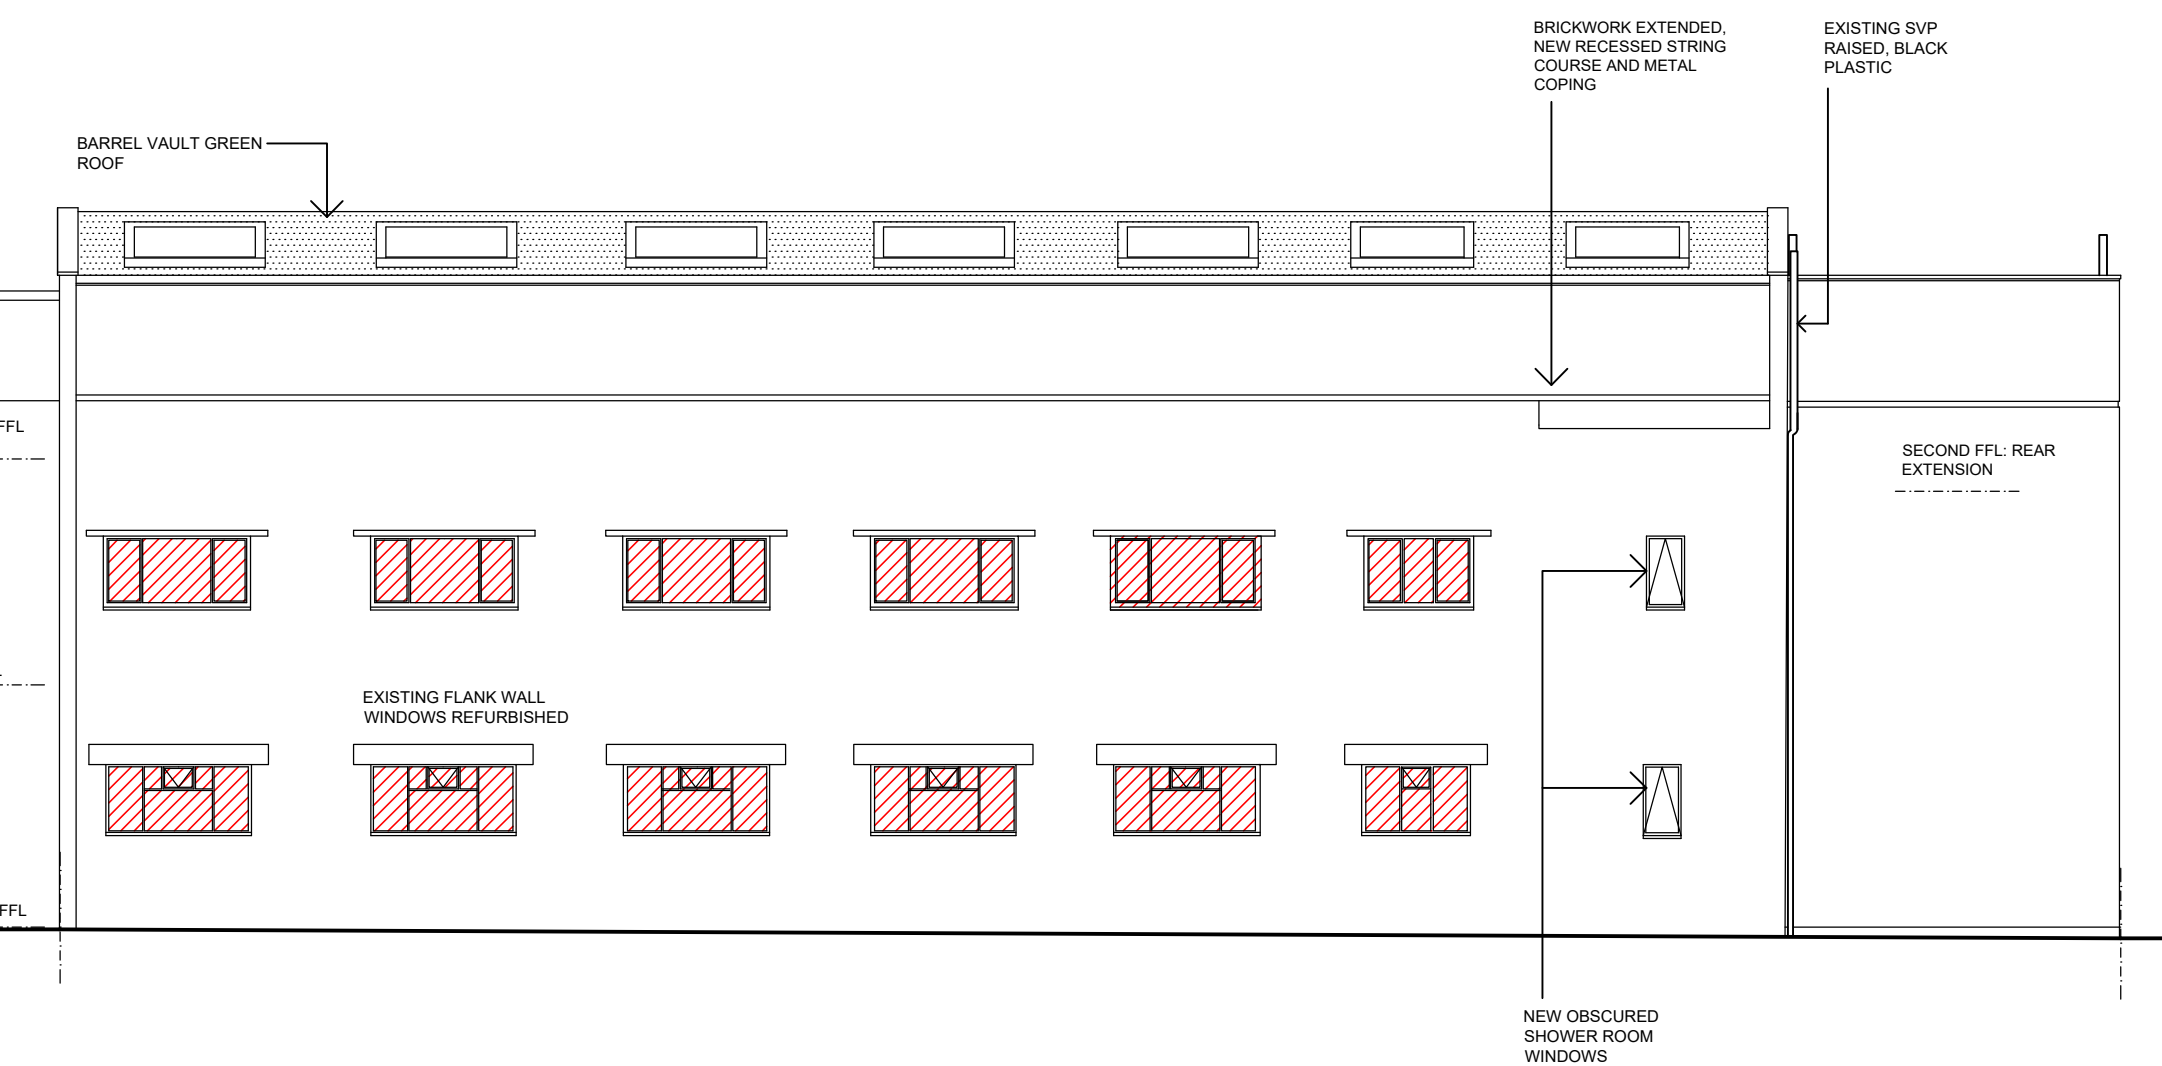 BRICKWORK EXTENDED,
NEW RECESSED STRING
COURSE AND METAL
COPING
EXISTING SVP
RAISED, BLACK
PLASTIC
BARREL VAULT GREEN
ROOF
FFL
SECOND FFL: REAR
EXTENSION
EXISTING FLANK WALL
WINDOWS REFURBISHED
FFL
NEW OBSCURED
SHOWER ROOM
WINDOWS